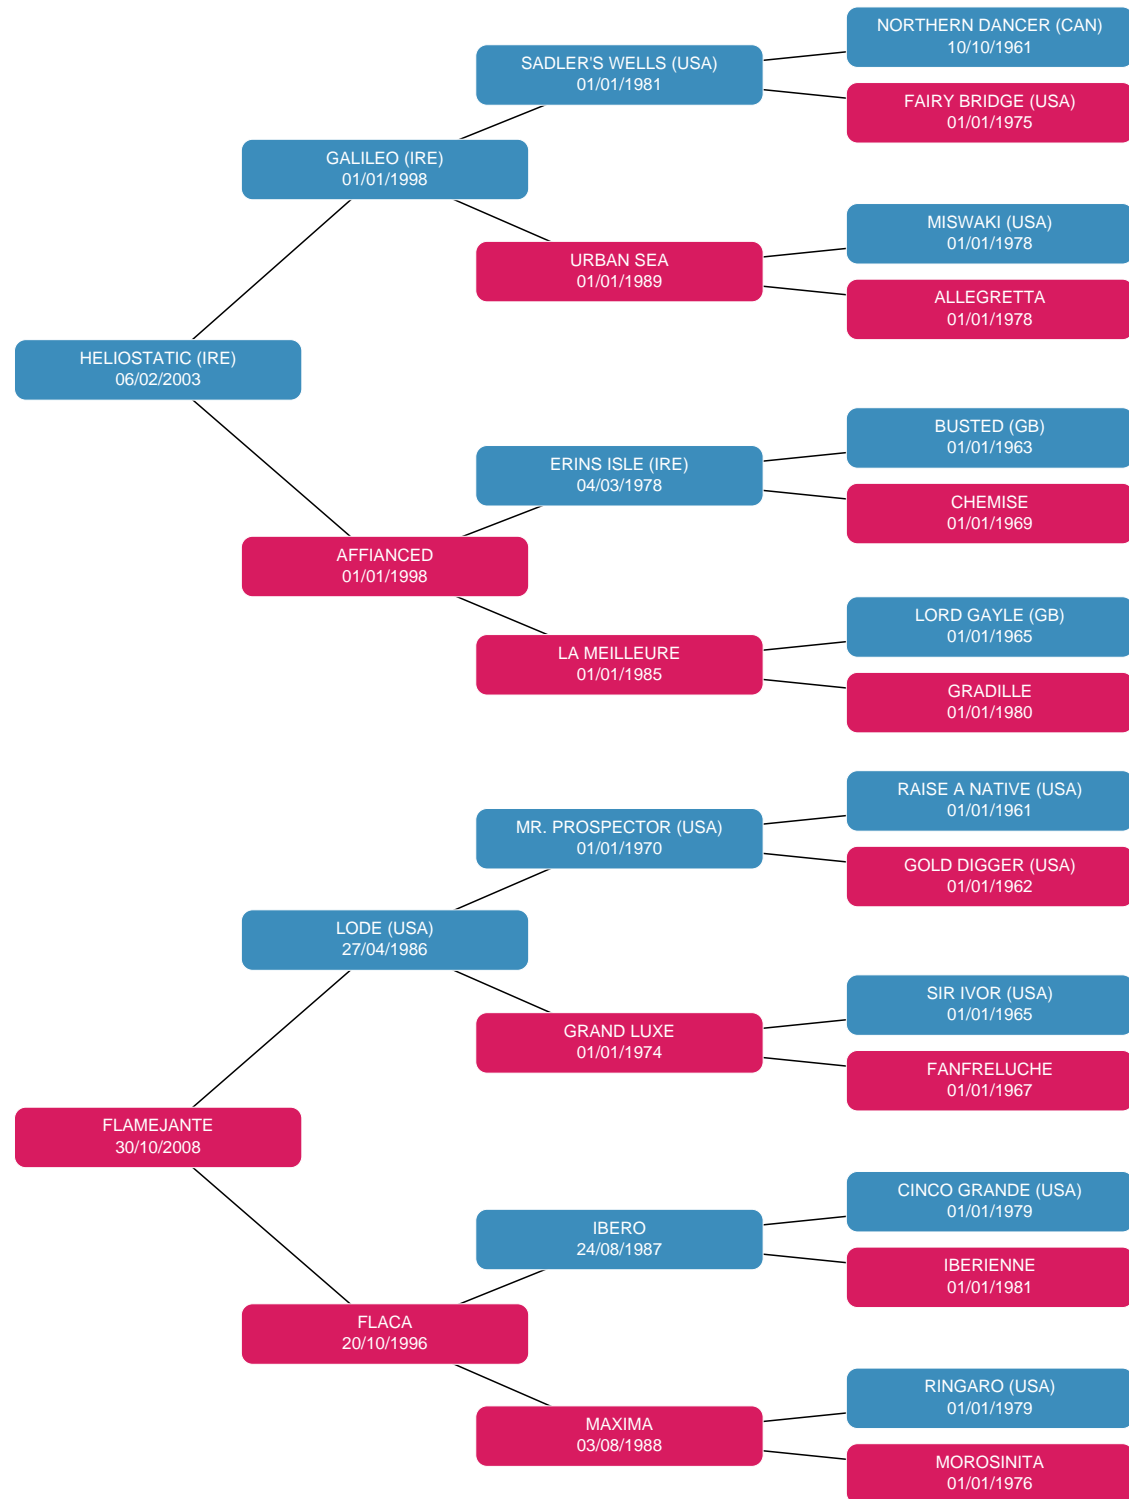 NORTHERN DANCER (CAN)
10/10/1961
SADLER'S WELLS (USA)
01/01/1981
FAIRY BRIDGE (USA)
01/01/1975
GALILEO (IRE)
01/01/1998
MISWAKI (USA)
01/01/1978
URBAN SEA
01/01/1989
ALLEGRETTA
01/01/1978
HELIOSTATIC (IRE)
06/02/2003
BUSTED (GB)
01/01/1963
ERINS ISLE (IRE)
04/03/1978
CHEMISE
01/01/1969
AFFIANCED
01/01/1998
LORD GAYLE (GB)
01/01/1965
LA MEILLEURE
01/01/1985
GRADILLE
01/01/1980
RAISE A NATIVE (USA)
01/01/1961
MR. PROSPECTOR (USA)
01/01/1970
GOLD DIGGER (USA)
01/01/1962
LODE (USA)
27/04/1986
SIR IVOR (USA)
01/01/1965
GRAND LUXE
01/01/1974
FANFRELUCHE
01/01/1967
FLAMEJANTE
30/10/2008
CINCO GRANDE (USA)
01/01/1979
IBERO
24/08/1987
IBERIENNE
01/01/1981
FLACA
20/10/1996
RINGARO (USA)
01/01/1979
MAXIMA
03/08/1988
MOROSINITA
01/01/1976